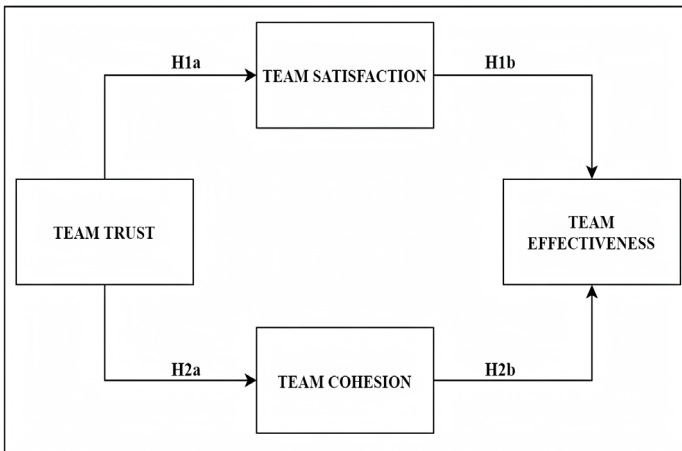 H1a
TEAM SATISFACTION
H1b
TEAM TRUST
TEAM
EFFECTIVENESS
H2a
TEAM COHESION
H2b